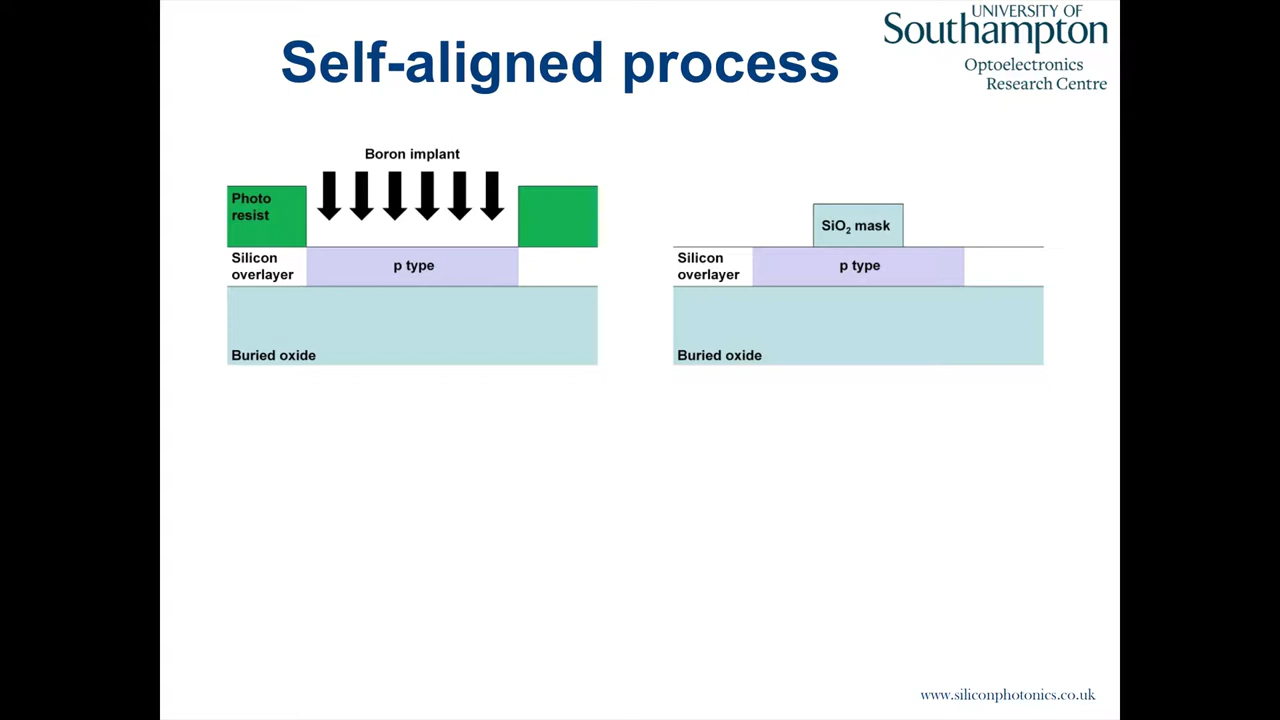 UNIVERSITY OF
Southampton
Optoelectronics
Research Centre
Self-aligned process
Boron implant
Photo
resist
Silicon
overlayer
p type
Buried oxide
SiO₂ mask
Silicon
overlayer
p type
Buried oxide
www.siliconphotonics.co.uk